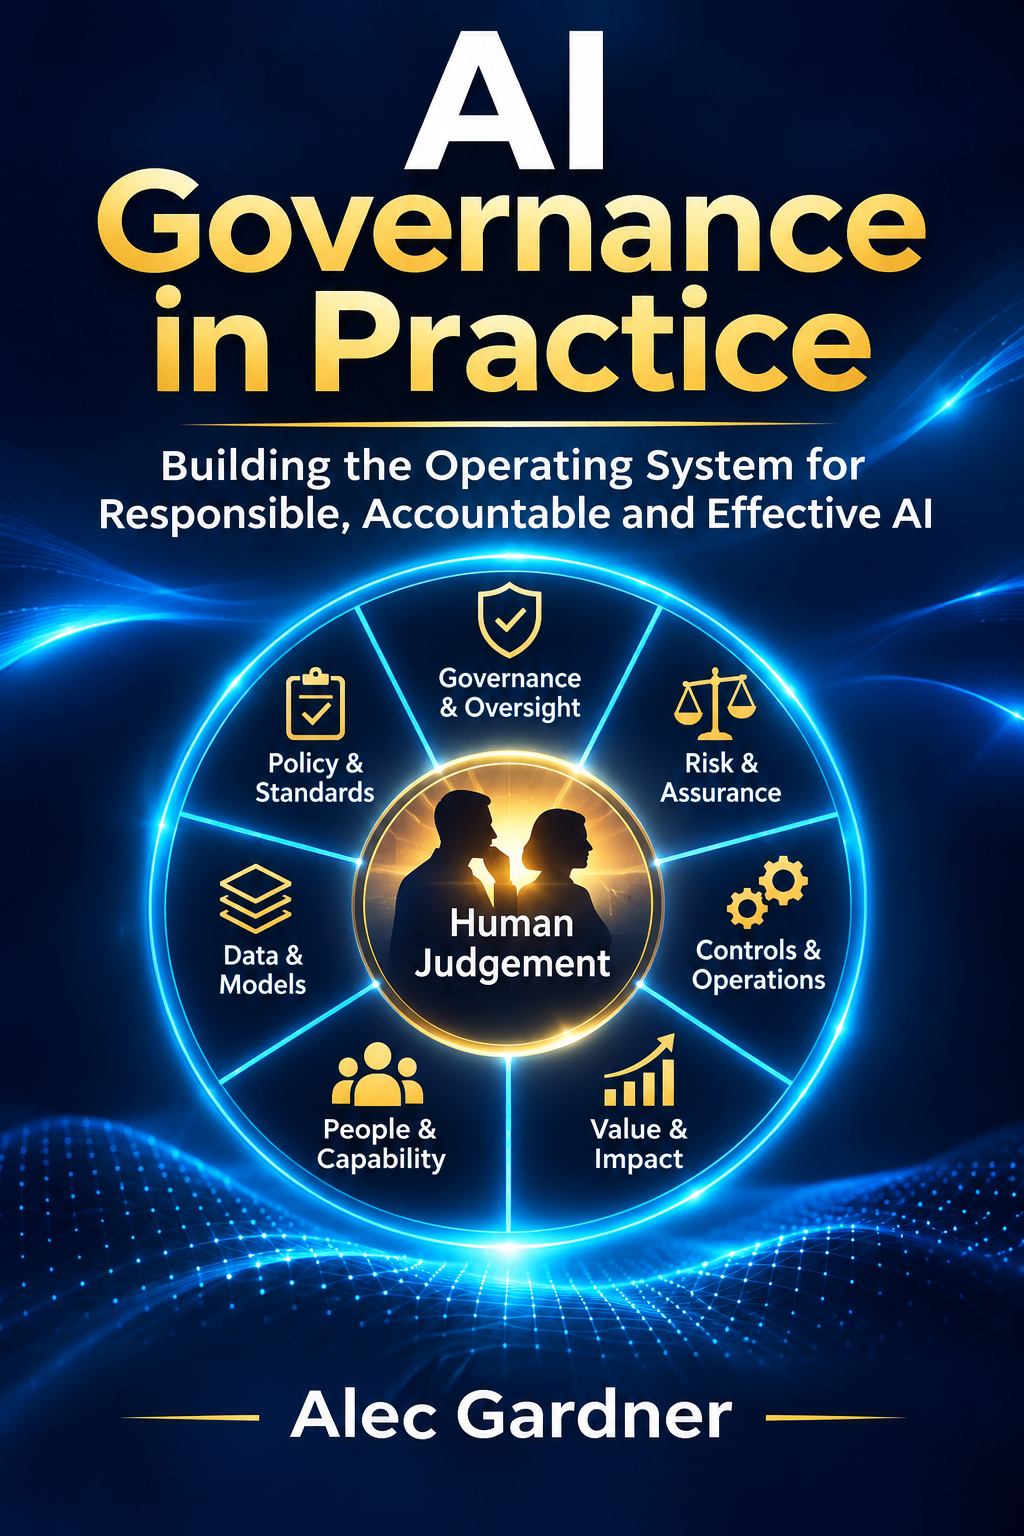 AI
Governance
in Practice
Building the Operating System for
Responsible, Accountable and Effective AI
Governance
& Oversight
Policy &
Standards
Risk &
Assurance
Data &
Models
Human
Judgement
Controls &
Operations
People &
Capability
Value &
Impact
Alec Gardner